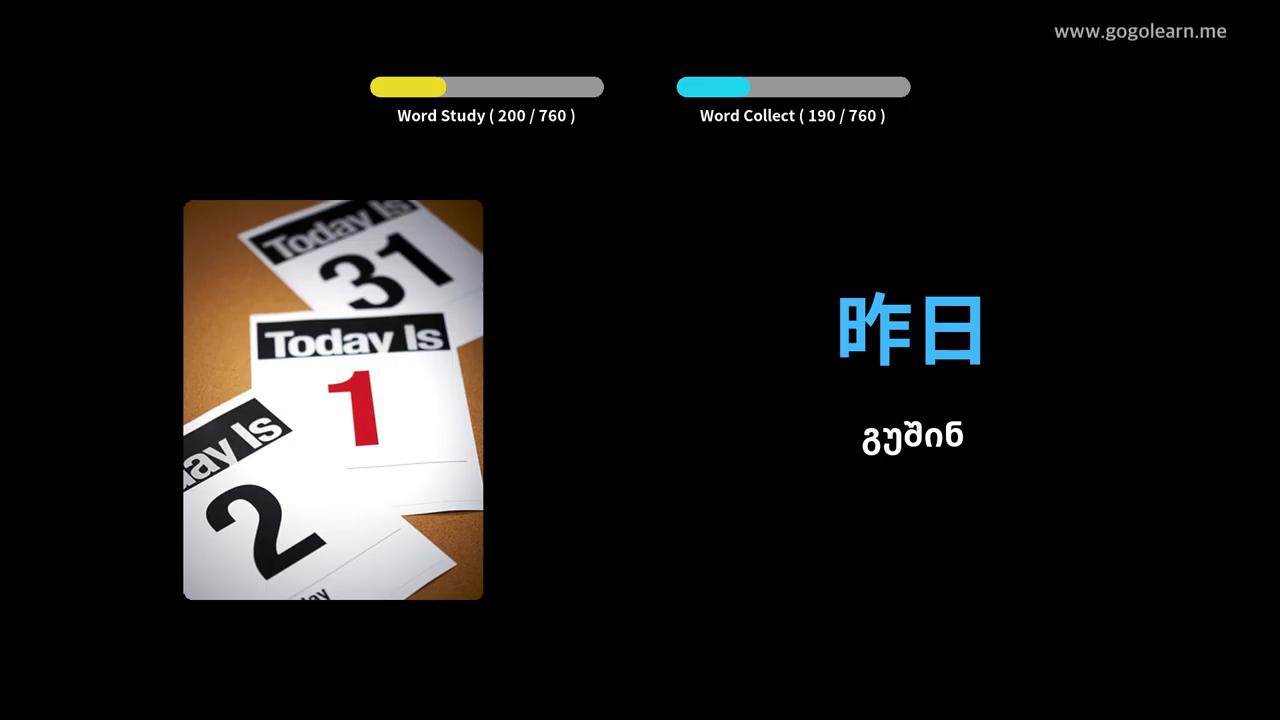 www.gogolearn.me
Word Study ( 200 / 760 )
Word Collect ( 190 / 760 )
Today Is
31
Today Is
1
ay Is
2
昨日
გუშინ